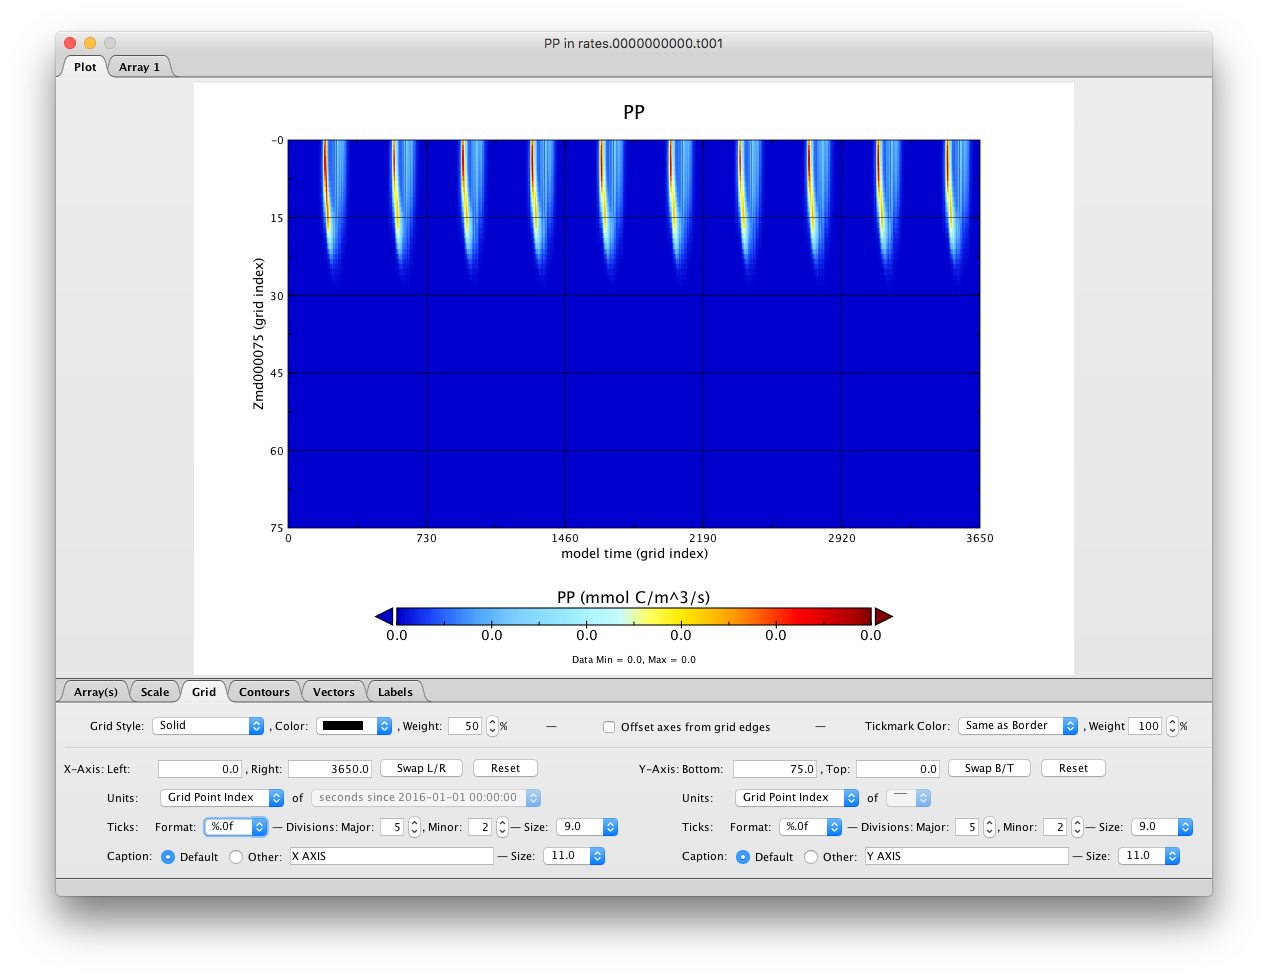 PP in rates.0000000000.t001
Plot Array 1
PP
−0
15
30
45
60
75
Zmd000075 (grid index)
0 730 1460 2190 2920 3650
model time (grid index)
PP (mmol C/m^3/s)
0.0 0.0 0.0 0.0 0.0 0.0
Data Min = 0.0, Max = 0.0
Array(s) Scale Grid Contours Vectors Labels
Grid Style: Solid , Color: , Weight: 50 % — Offset axes from grid edges — Tickmark Color: Same as Border , Weight 100 %
X-Axis: Left: 0.0 , Right: 3650.0 Swap L/R Reset Y-Axis: Bottom: 75.0 , Top: 0.0 Swap B/T Reset
Units: Grid Point Index of seconds since 2016-01-01 00:00:00 Units: Grid Point Index of —
Ticks: Format: %.0f — Divisions: Major: 5 , Minor: 2 — Size: 9.0 Ticks: Format: %.0f — Divisions: Major: 5 , Minor: 2 — Size: 9.0
Caption: Default Other: X AXIS — Size: 11.0 Caption: Default Other: Y AXIS — Size: 11.0